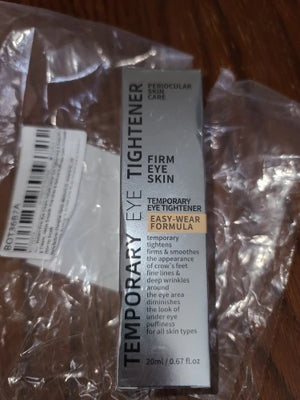 TEMPORARY EYE TIGHTENER
PERIOCULAR
SKIN
CARE
FIRM
EYE
SKIN
TEMPORARY
EYE TIGHTENER
EASY-WEAR
FORMULA
temporary
tightens
firms & smoothes
the appearance
of crow's feet
fine lines &
deep wrinkles
around
the eye area
diminishes
the look of
under eye
puffiness
for all skin types
20ml / 0.67 fl.oz